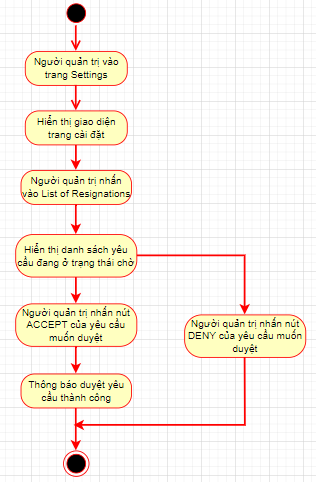 Người quản trị vào
trang Settings
Hiển thị giao diện
trang cài đặt
Người quản trị nhấn
vào List of Resignations
Hiển thị danh sách yêu
cầu đang ở trạng thái chờ
Người quản trị nhấn nút
ACCEPT của yêu cầu
muốn duyệt
Người quản trị nhấn nút
DENY của yêu cầu muốn
duyệt
Thông báo duyệt yêu
cầu thành công